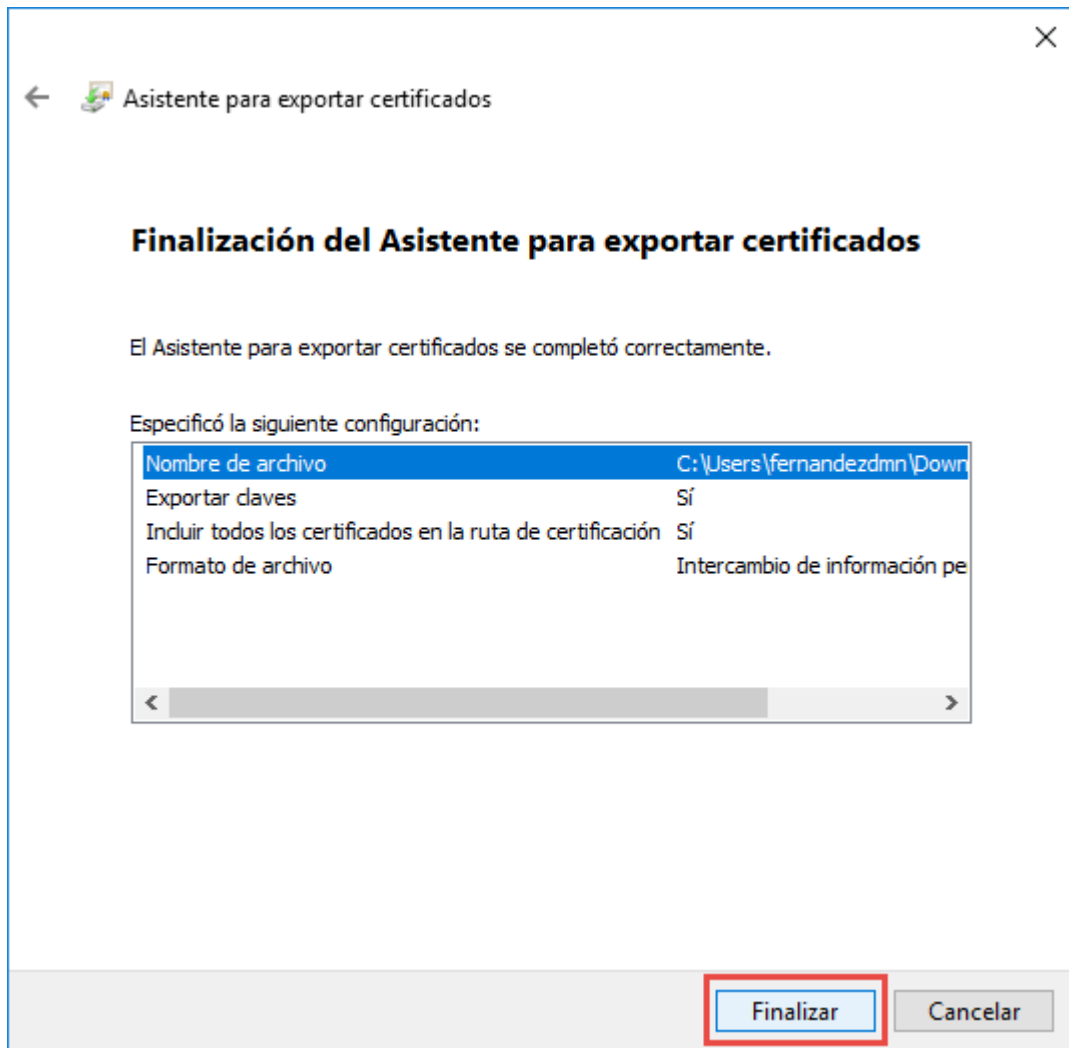 Asistente para exportar certificados
Finalización del Asistente para exportar certificados
El Asistente para exportar certificados se completó correctamente.
Especificó la siguiente configuración:
Nombre de archivo C:\Users\fernandezdmn\Down
Exportar claves Sí
Incluir todos los certificados en la ruta de certificación Sí
Formato de archivo Intercambio de información pe
Finalizar Cancelar